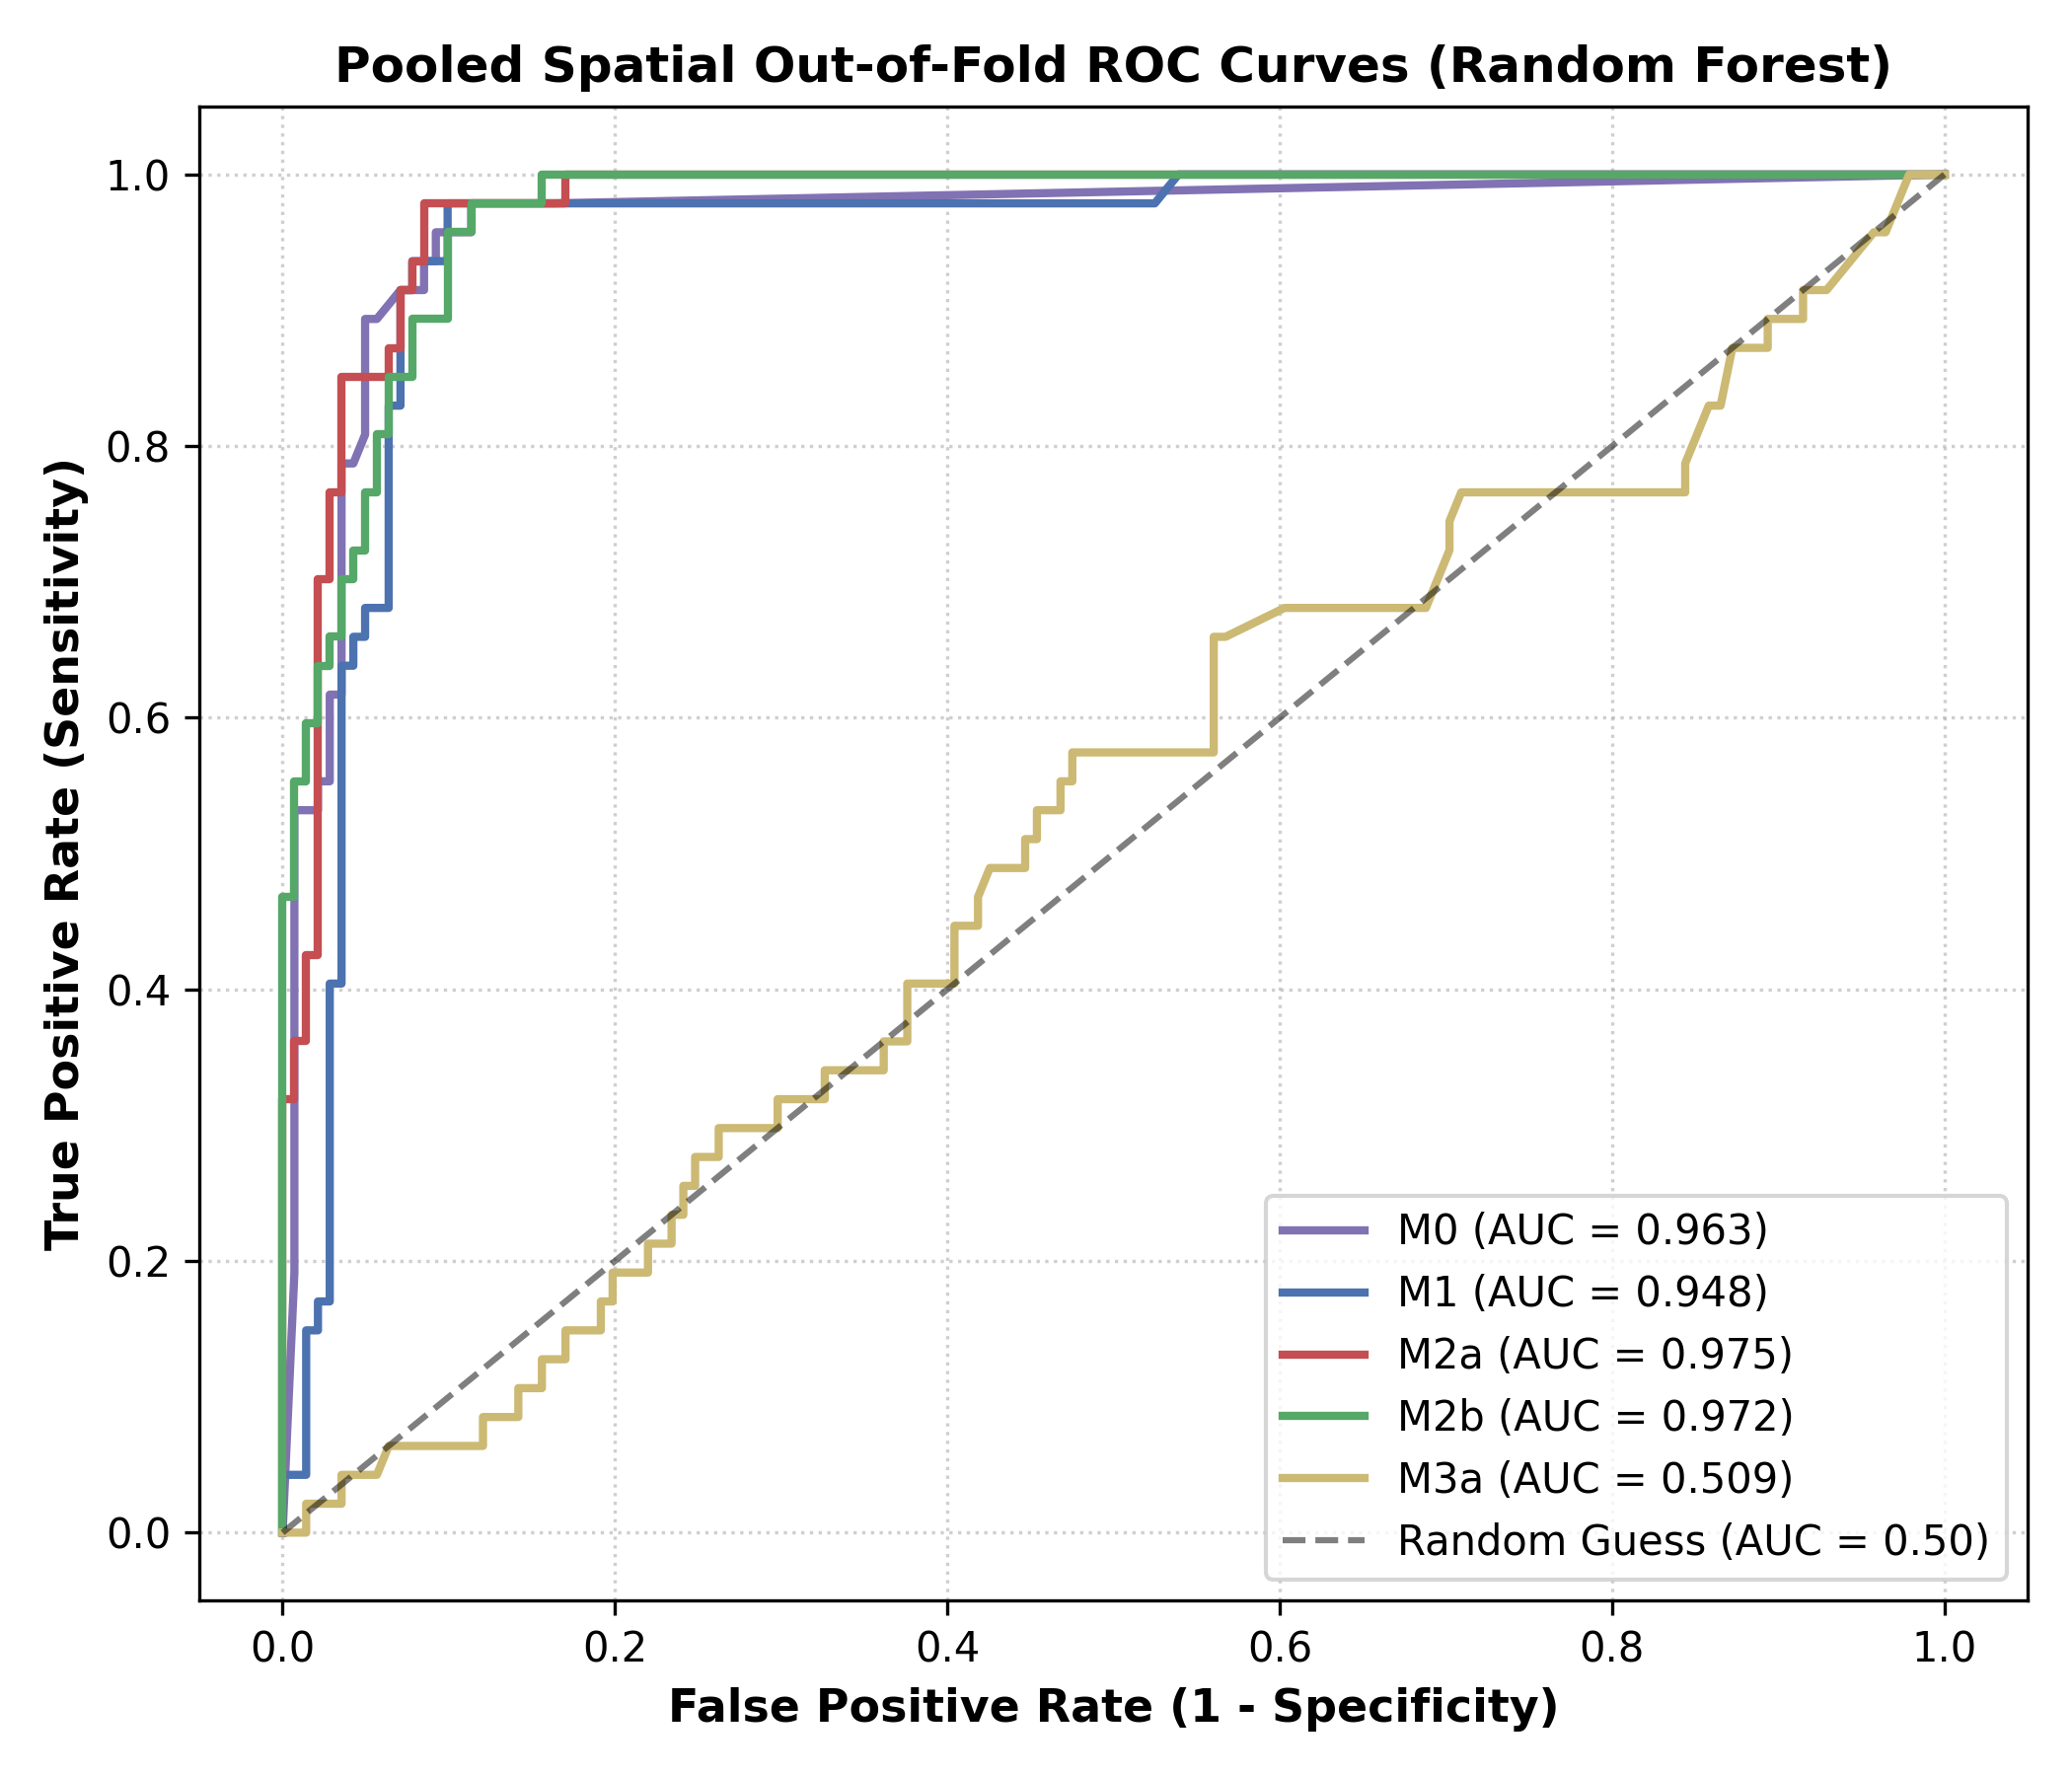 Pooled Spatial Out-of-Fold ROC Curves (Random Forest)
True Positive Rate (Sensitivity)
1.0
0.8
0.6
0.4
0.2
0.0
0.0 0.2 0.4 0.6 0.8 1.0
False Positive Rate (1 - Specificity)
M0 (AUC = 0.963)
M1 (AUC = 0.948)
M2a (AUC = 0.975)
M2b (AUC = 0.972)
M3a (AUC = 0.509)
Random Guess (AUC = 0.50)